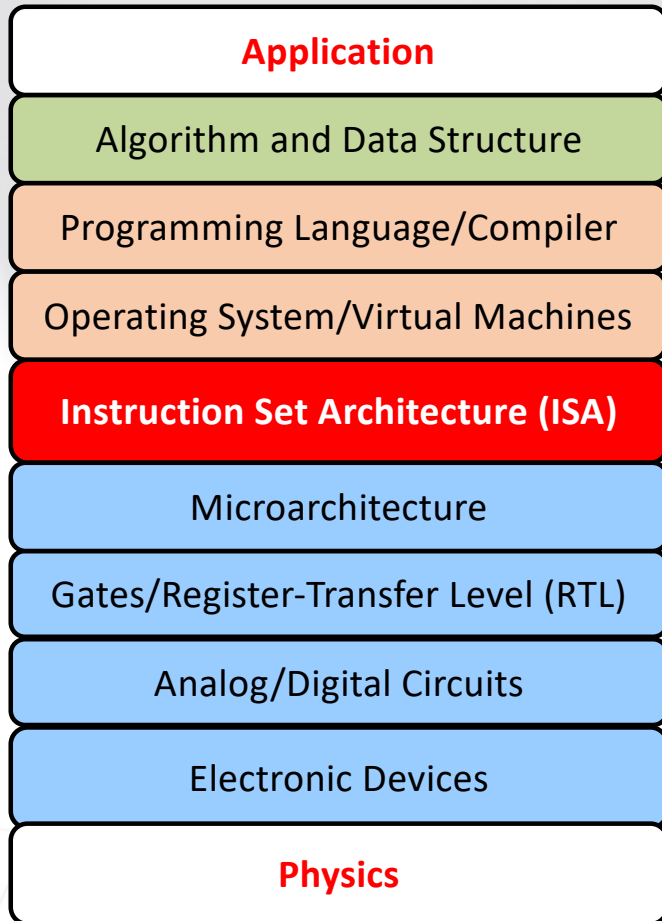 Application
Algorithm and Data Structure
Programming Language/Compiler
Operating System/Virtual Machines
Instruction Set Architecture (ISA)
Microarchitecture
Gates/Register-Transfer Level (RTL)
Analog/Digital Circuits
Electronic Devices
Physics